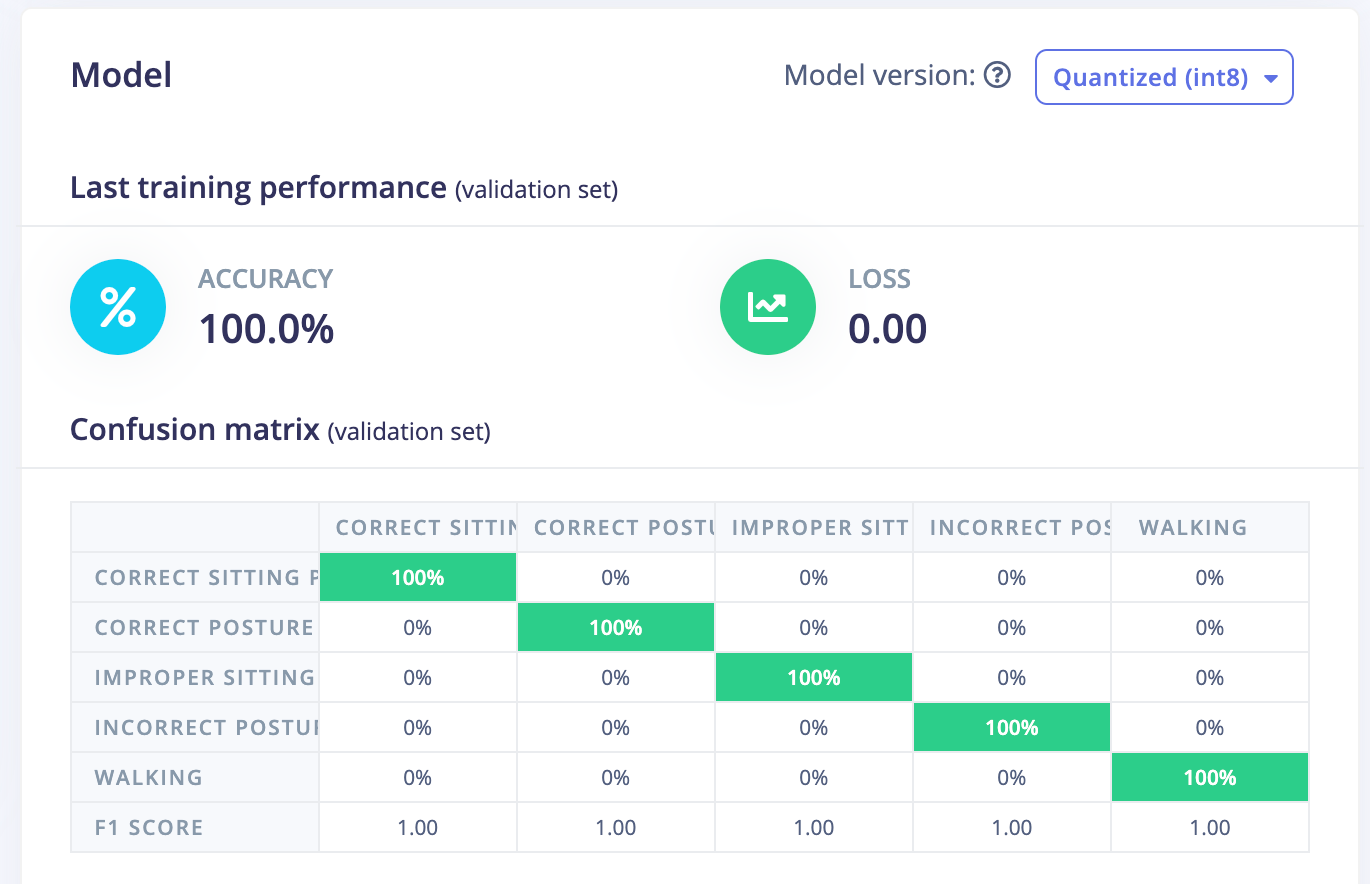 Model
Model version: ? Quantized (int8)
Last training performance (validation set)
% ACCURACY LOSS
100.0% 0.00
Confusion matrix (validation set)
CORRECT SITTIN CORRECT POSTU IMPROPER SITT INCORRECT POS WALKING
CORRECT SITTING P 100% 0% 0% 0% 0%
CORRECT POSTURE 0% 100% 0% 0% 0%
IMPROPER SITTING 0% 0% 100% 0% 0%
INCORRECT POSTUR 0% 0% 0% 100% 0%
WALKING 0% 0% 0% 0% 100%
F1 SCORE 1.00 1.00 1.00 1.00 1.00